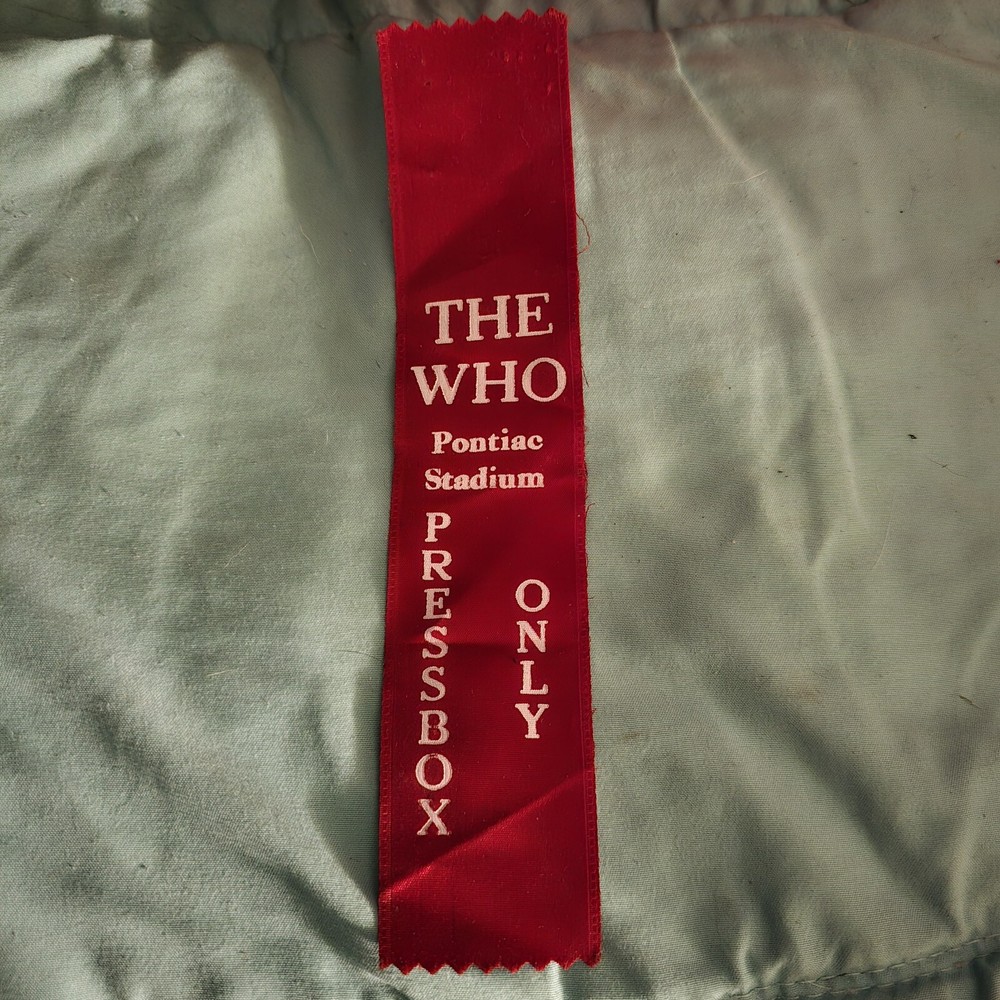 THE
WHO
Pontiac
Stadium
PRESSBOX
ONLY